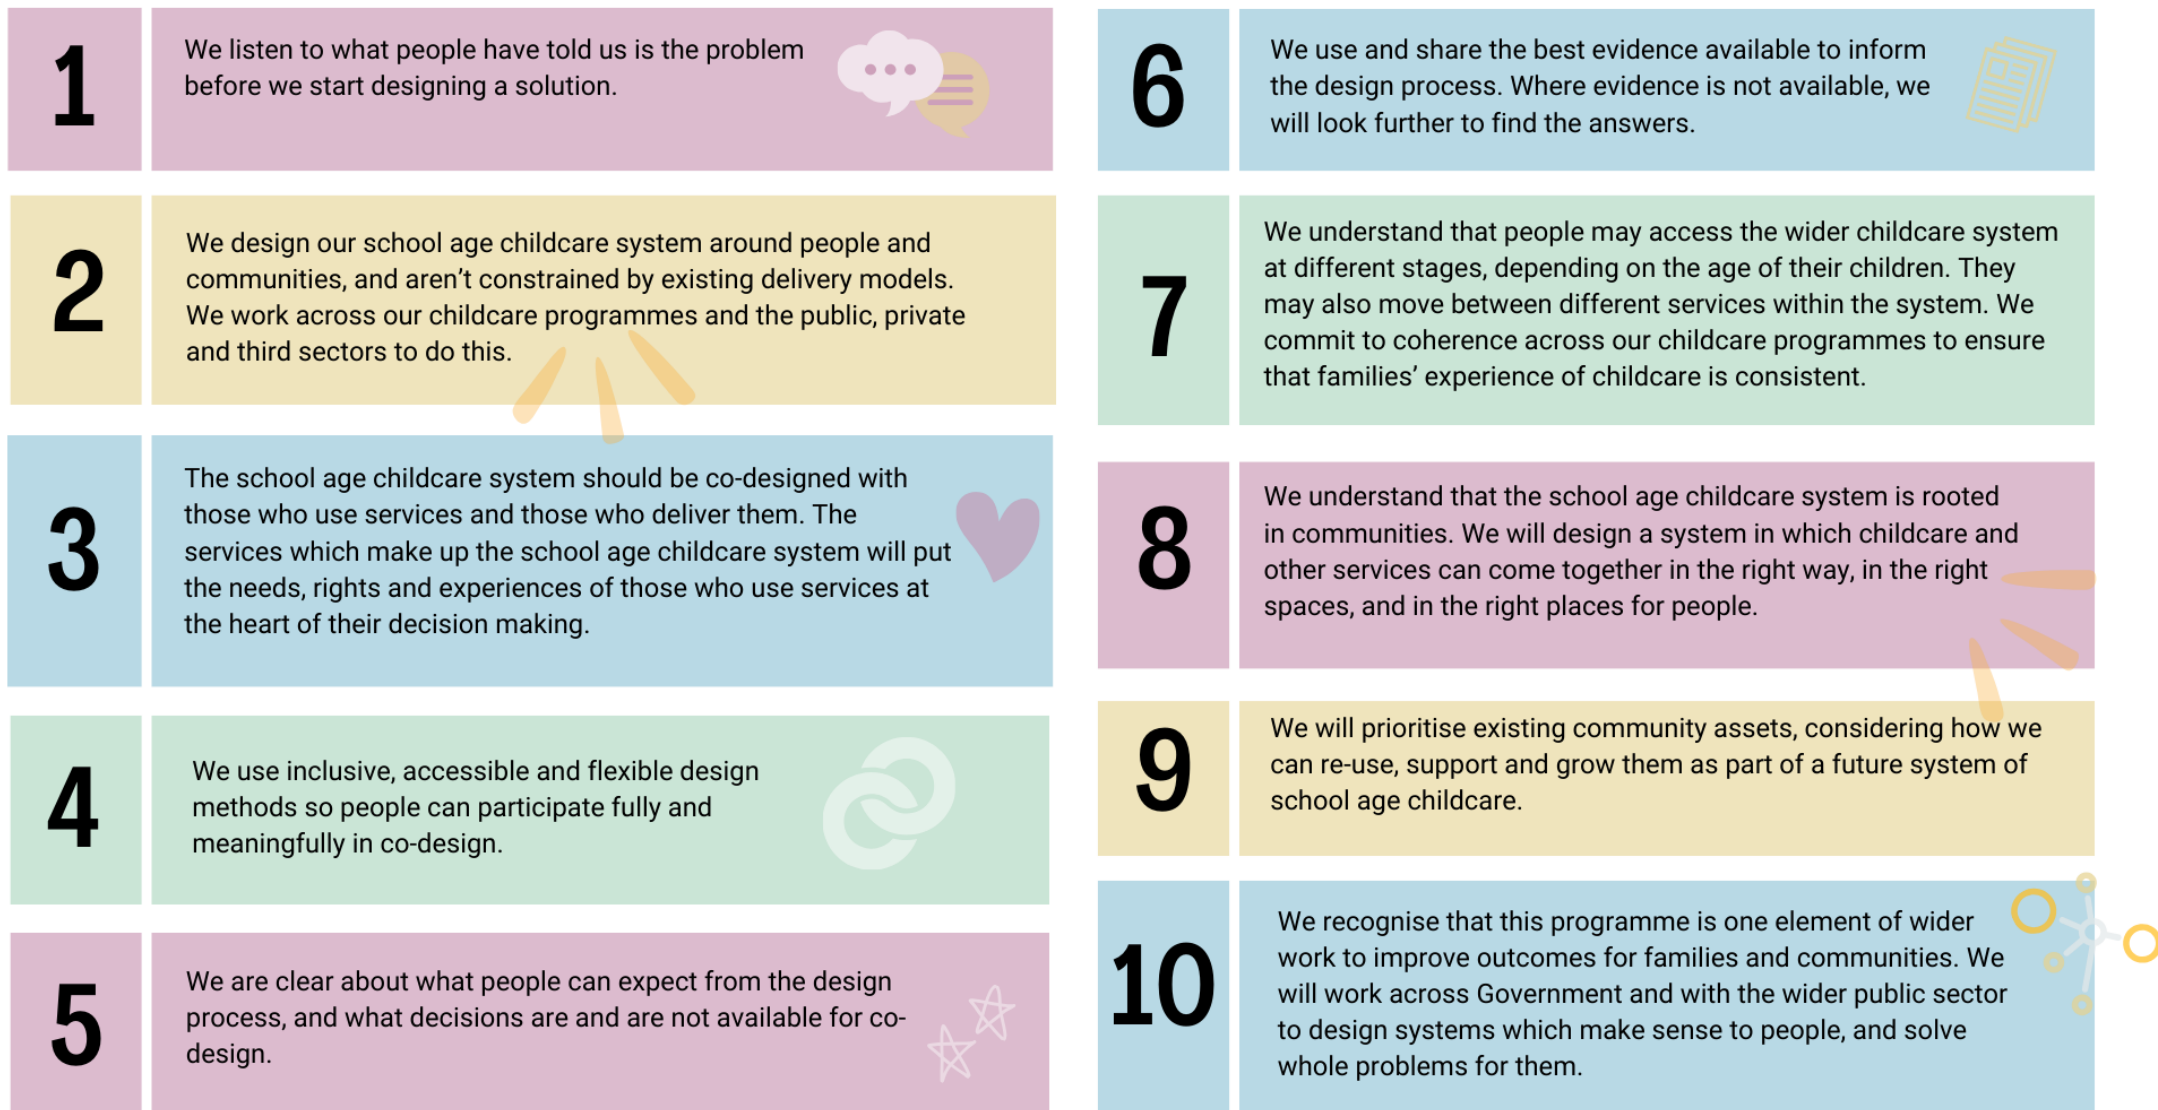 1
We listen to what people have told us is the problem
before we start designing a solution.
2
We design our school age childcare system around people and
communities, and aren't constrained by existing delivery models.
We work across our childcare programmes and the public, private
and third sectors to do this.
3
The school age childcare system should be co-designed with
those who use services and those who deliver them. The
services which make up the school age childcare system will put
the needs, rights and experiences of those who use services at
the heart of their decision making.
4
We use inclusive, accessible and flexible design
methods so people can participate fully and
meaningfully in co-design.
5
We are clear about what people can expect from the design
process, and what decisions are and are not available for co-
design.
6
We use and share the best evidence available to inform
the design process. Where evidence is not available, we
will look further to find the answers.
7
We understand that people may access the wider childcare system
at different stages, depending on the age of their children. They
may also move between different services within the system. We
commit to coherence across our childcare programmes to ensure
that families' experience of childcare is consistent.
8
We understand that the school age childcare system is rooted
in communities. We will design a system in which childcare and
other services can come together in the right way, in the right
spaces, and in the right places for people.
9
We will prioritise existing community assets, considering how we
can re-use, support and grow them as part of a future system of
school age childcare.
10
We recognise that this programme is one element of wider
work to improve outcomes for families and communities. We
will work across Government and with the wider public sector
to design systems which make sense to people, and solve
whole problems for them.